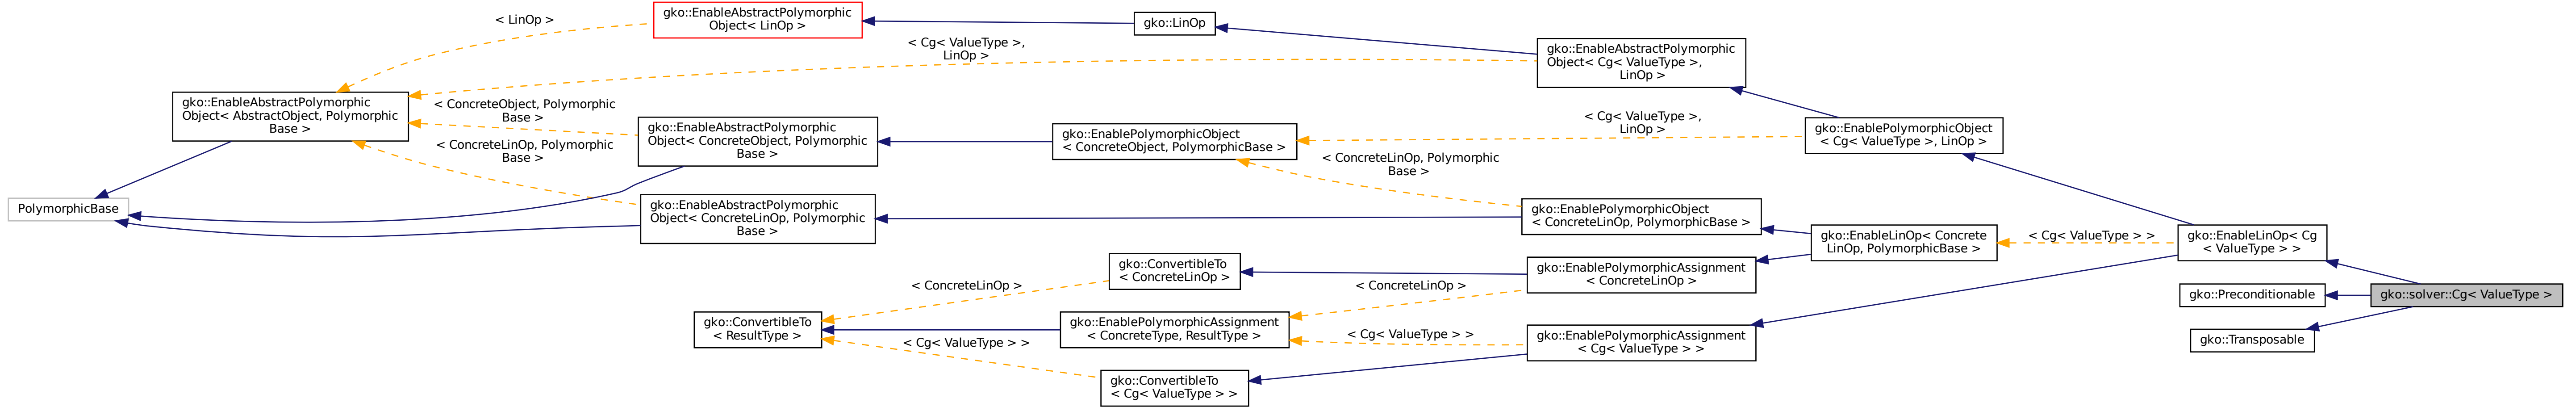 PolymorphicBase
gko::EnableAbstractPolymorphic
Object< AbstractObject, Polymorphic
Base >
< LinOp >
gko::EnableAbstractPolymorphic
Object< LinOp >
< Cg< ValueType >,
LinOp >
< ConcreteObject, Polymorphic
Base >
< ConcreteLinOp, Polymorphic
Base >
gko::EnableAbstractPolymorphic
Object< ConcreteObject, Polymorphic
Base >
gko::EnableAbstractPolymorphic
Object< ConcreteLinOp, Polymorphic
Base >
gko::ConvertibleTo
< ResultType >
< ConcreteLinOp >
< Cg< ValueType > >
gko::LinOp
gko::EnablePolymorphicObject
< ConcreteObject, PolymorphicBase >
gko::ConvertibleTo
< ConcreteLinOp >
gko::EnablePolymorphicAssignment
< ConcreteType, ResultType >
gko::ConvertibleTo
< Cg< ValueType > >
< Cg< ValueType >,
LinOp >
< ConcreteLinOp, Polymorphic
Base >
< ConcreteLinOp >
< Cg< ValueType > >
gko::EnableAbstractPolymorphic
Object< Cg< ValueType >,
LinOp >
gko::EnablePolymorphicObject
< ConcreteLinOp, PolymorphicBase >
gko::EnablePolymorphicAssignment
< ConcreteLinOp >
gko::EnablePolymorphicAssignment
< Cg< ValueType > >
gko::EnablePolymorphicObject
< Cg< ValueType >, LinOp >
gko::EnableLinOp< Concrete
LinOp, PolymorphicBase >
< Cg< ValueType > >
gko::EnableLinOp< Cg
< ValueType > >
gko::Preconditionable
gko::Transposable
gko::solver::Cg< ValueType >